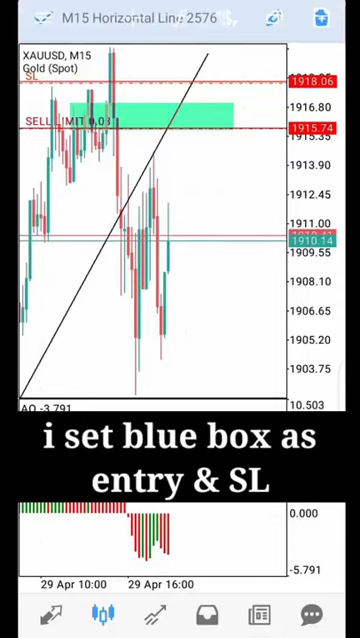 M15 Horizontal Line 2576
XAUUSD, M15
Gold (Spot)
SL
1918.06
1916.80
SELL LIMIT 0.03
1915.74
1915.35
1913.90
1912.45
1911.00
1910.14
1909.55
1908.10
1906.65
1905.20
1903.75
AO -3.791
10.503
i set blue box as
entry & SL
0.000
-5.791
29 Apr 10:00
29 Apr 16:00